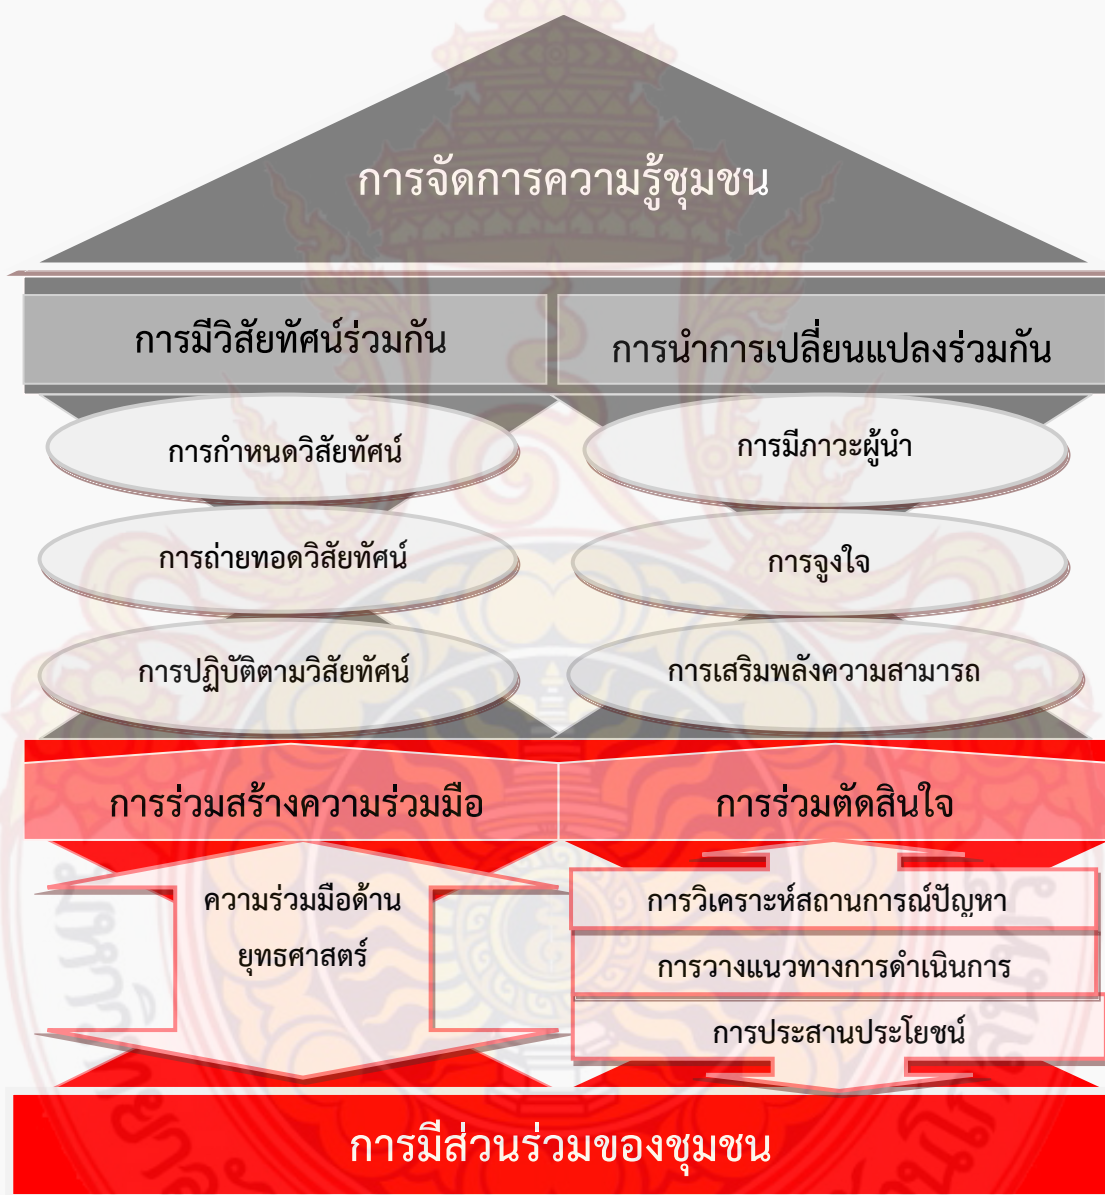 การจัดการความรู้ชุมชน
การมีวิสัยทัศน์ร่วมกัน
การนำการเปลี่ยนแปลงร่วมกัน
การกำหนดวิสัยทัศน์
การมีภาวะผู้นำ
การถ่ายทอดวิสัยทัศน์
การจูงใจ
การปฏิบัติตามวิสัยทัศน์
การเสริมพลังความสามารถ
การร่วมสร้างความร่วมมือ
การร่วมตัดสินใจ
ความร่วมมือด้าน
ยุทธศาสตร์
การวิเคราะห์สถานการณ์ปัญหา
การวางแนวทางการดำเนินการ
การประสานประโยชน์
การมีส่วนร่วมของชุมชน